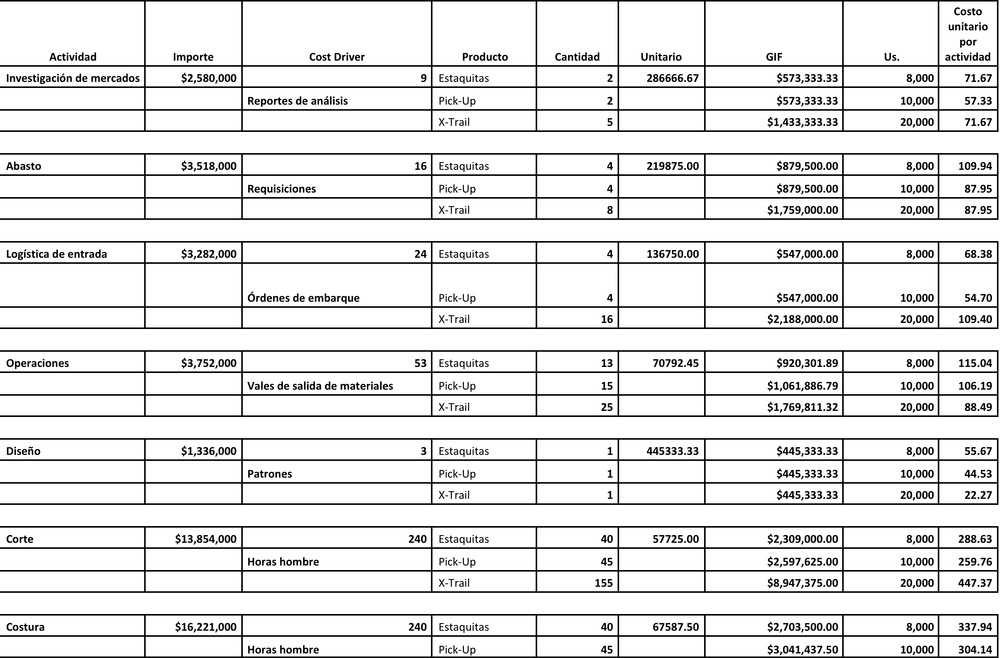 Actividad Importe Cost Driver Producto Cantidad Unitario GIF Us. Costo unitario por actividad
Investigación de mercados $2,580,000 9 Estaquitas 2 286666.67 $573,333.33 8,000 71.67
Reportes de análisis Pick-Up 2 $573,333.33 10,000 57.33
X-Trail 5 $1,433,333.33 20,000 71.67
Abasto $3,518,000 16 Estaquitas 4 219875.00 $879,500.00 8,000 109.94
Requisiciones Pick-Up 4 $879,500.00 10,000 87.95
X-Trail 8 $1,759,000.00 20,000 87.95
Logística de entrada $3,282,000 24 Estaquitas 4 136750.00 $547,000.00 8,000 68.38
Órdenes de embarque Pick-Up 4 $547,000.00 10,000 54.70
X-Trail 16 $2,188,000.00 20,000 109.40
Operaciones $3,752,000 53 Estaquitas 13 70792.45 $920,301.89 8,000 115.04
Vales de salida de materiales Pick-Up 15 $1,061,886.79 10,000 106.19
X-Trail 25 $1,769,811.32 20,000 88.49
Diseño $1,336,000 3 Estaquitas 1 445333.33 $445,333.33 8,000 55.67
Patrones Pick-Up 1 $445,333.33 10,000 44.53
X-Trail 1 $445,333.33 20,000 22.27
Corte $13,854,000 240 Estaquitas 40 57725.00 $2,309,000.00 8,000 288.63
Horas hombre Pick-Up 45 $2,597,625.00 10,000 259.76
X-Trail 155 $8,947,375.00 20,000 447.37
Costura $16,221,000 240 Estaquitas 40 67587.50 $2,703,500.00 8,000 337.94
Horas hombre Pick-Up 45 $3,041,437.50 10,000 304.14